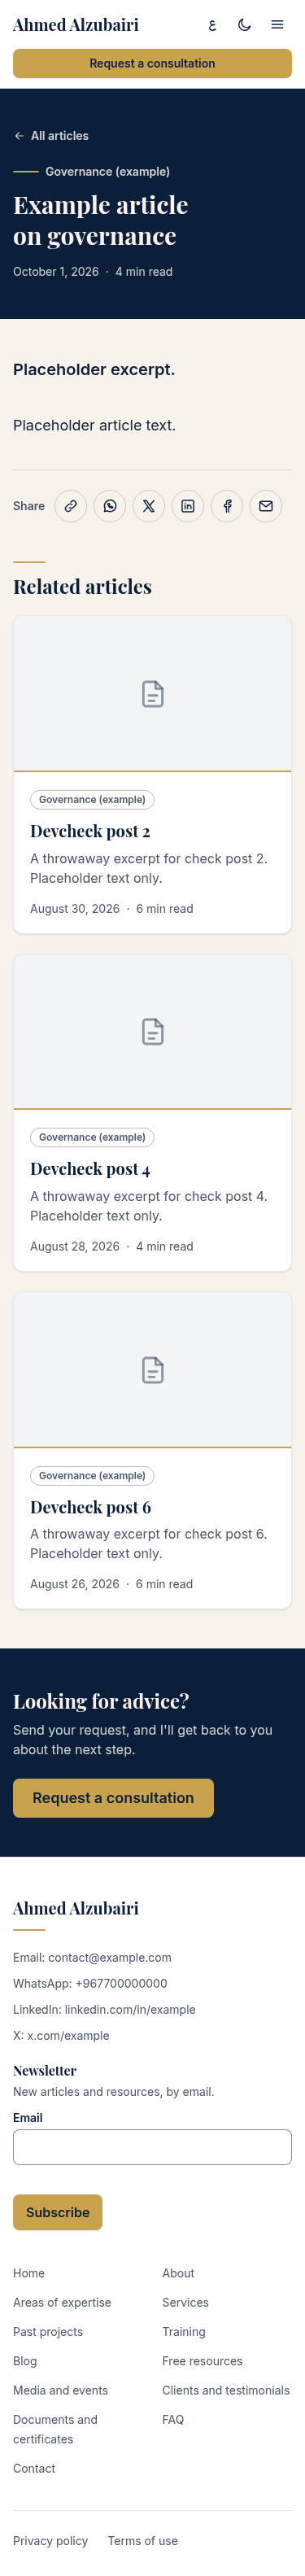 Ahmed Alzubairi
ع
Request a consultation
← All articles
Governance (example)
Example article
on governance
October 1, 2026 · 4 min read
Placeholder excerpt.
Placeholder article text.
Share
Related articles
Governance (example)
Devcheck post 2
A throwaway excerpt for check post 2.
Placeholder text only.
August 30, 2026 · 6 min read
Governance (example)
Devcheck post 4
A throwaway excerpt for check post 4.
Placeholder text only.
August 28, 2026 · 4 min read
Governance (example)
Devcheck post 6
A throwaway excerpt for check post 6.
Placeholder text only.
August 26, 2026 · 6 min read
Looking for advice?
Send your request, and I'll get back to you
about the next step.
Request a consultation
Ahmed Alzubairi
Email: contact@example.com
WhatsApp: +967700000000
LinkedIn: linkedin.com/in/example
X: x.com/example
Newsletter
New articles and resources, by email.
Email
Subscribe
Home
About
Areas of expertise
Services
Past projects
Training
Blog
Free resources
Media and events
Clients and testimonials
Documents and
certificates
FAQ
Contact
Privacy policy
Terms of use